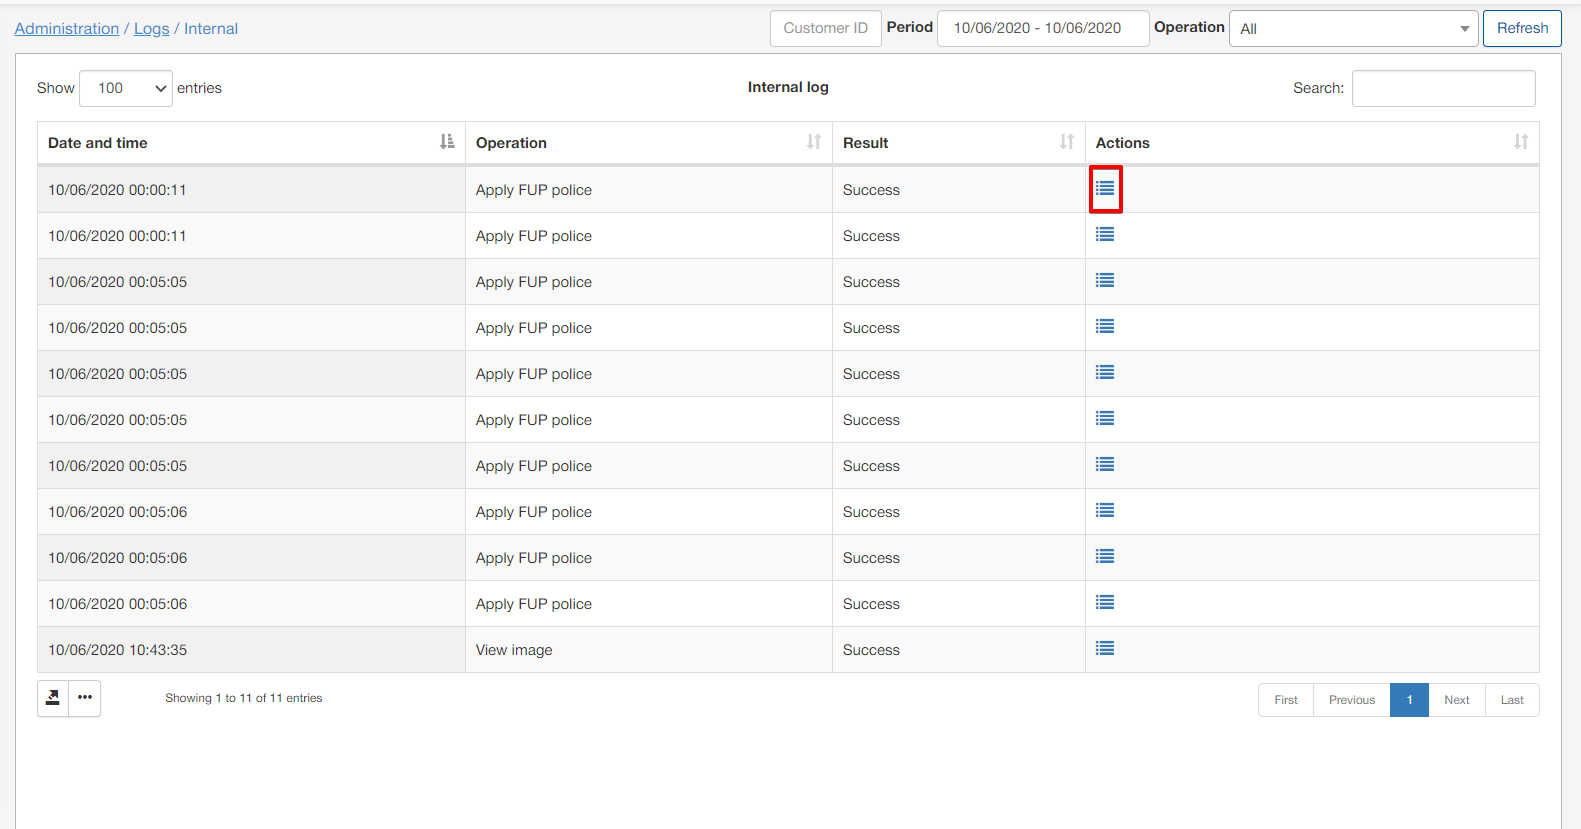 Administration / Logs / Internal Customer ID Period 10/06/2020 - 10/06/2020 Operation All Refresh
Show 100 entries Internal log Search:
Date and time Operation Result Actions
10/06/2020 00:00:11 Apply FUP police Success
10/06/2020 00:00:11 Apply FUP police Success
10/06/2020 00:05:05 Apply FUP police Success
10/06/2020 00:05:05 Apply FUP police Success
10/06/2020 00:05:05 Apply FUP police Success
10/06/2020 00:05:05 Apply FUP police Success
10/06/2020 00:05:05 Apply FUP police Success
10/06/2020 00:05:06 Apply FUP police Success
10/06/2020 00:05:06 Apply FUP police Success
10/06/2020 00:05:06 Apply FUP police Success
10/06/2020 10:43:35 View image Success
Showing 1 to 11 of 11 entries First Previous 1 Next Last